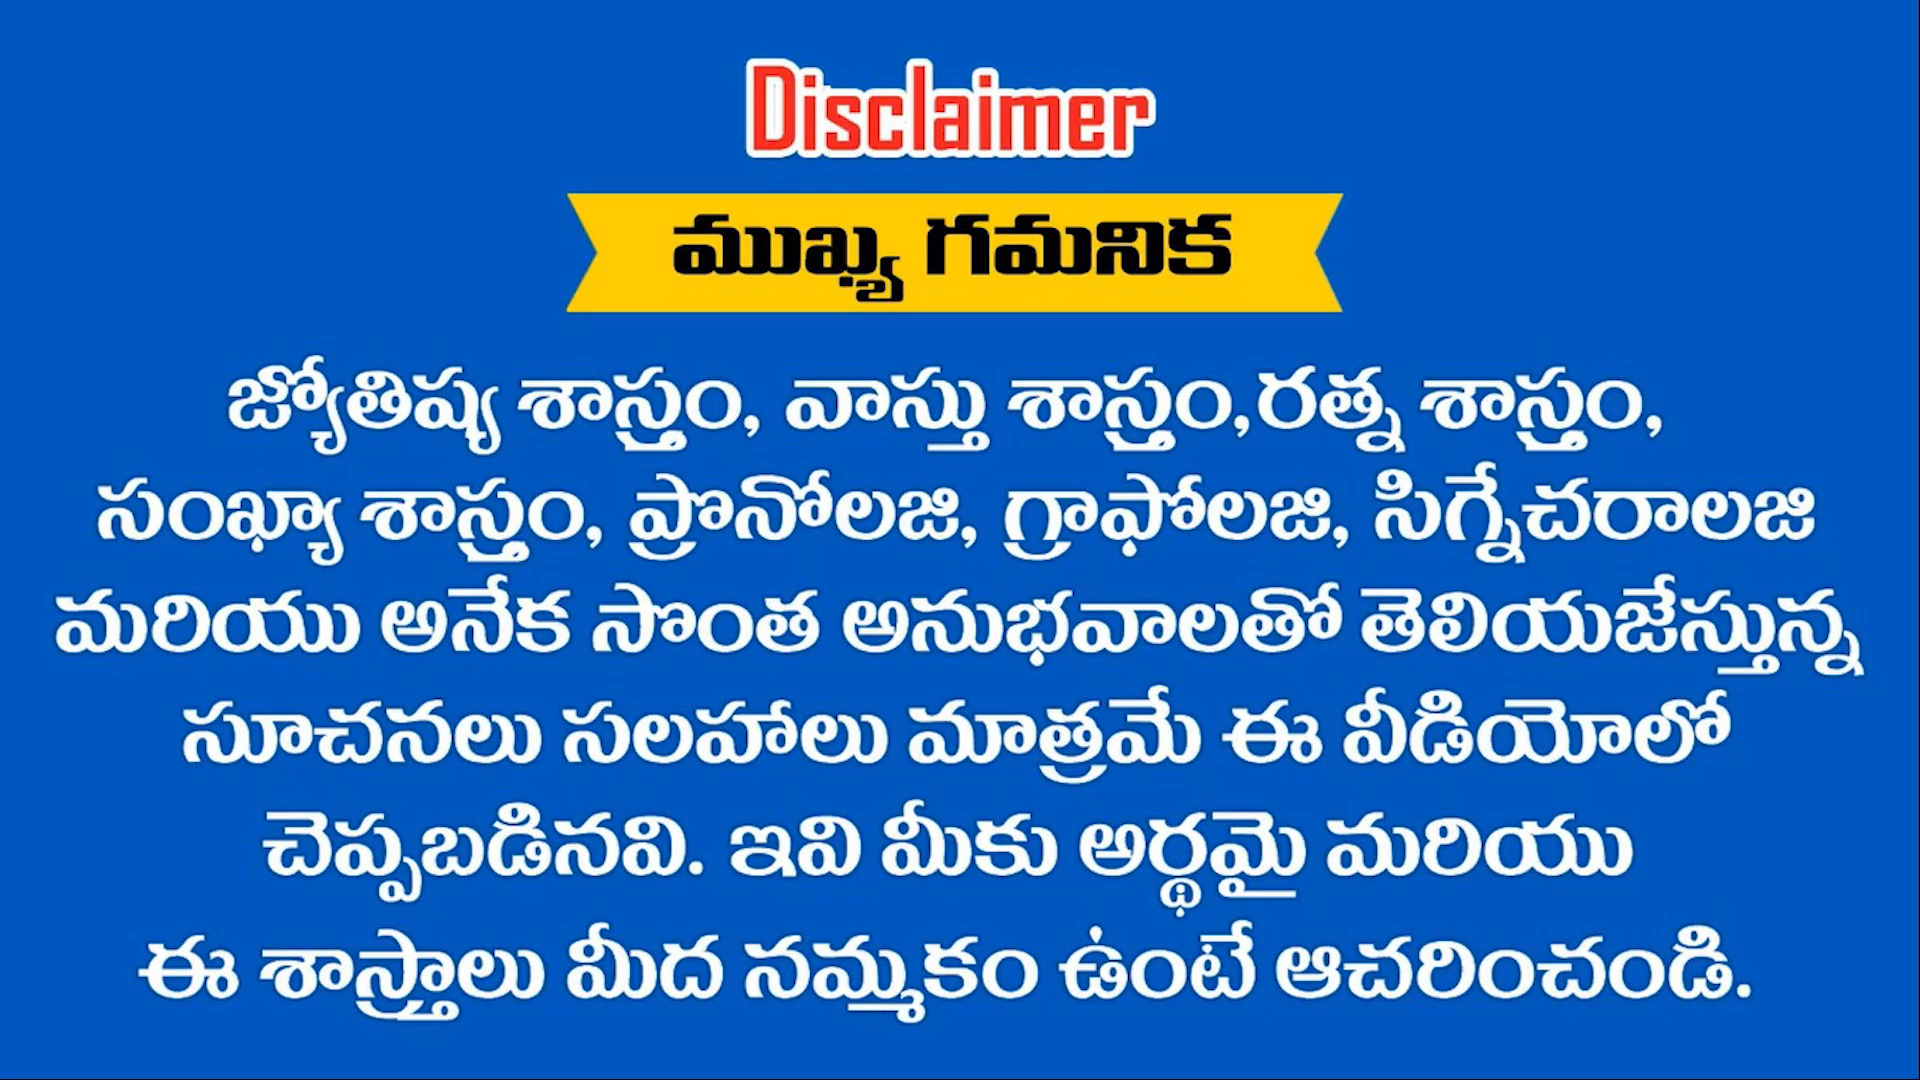 Disclaimer
ముఖ్య గమనిక
జ్యోతిష్య శాస్త్రం, వాస్తు శాస్త్రం,రత్న శాస్త్రం,
సంఖ్యా శాస్త్రం, ప్రొనోలజి, గ్రాఫోలజి, సిగ్నేచరాలజి
మరియు అనేక సొంత అనుభవాలతో తెలియజేస్తున్న
సూచనలు సలహాలు మాత్రమే ఈ వీడియోలో
చెప్పబడినవి. ఇవి మీకు అర్థమై మరియు
ఈ శాస్త్రాలు మీద నమ్మకం ఉంటే ఆచరించండి.